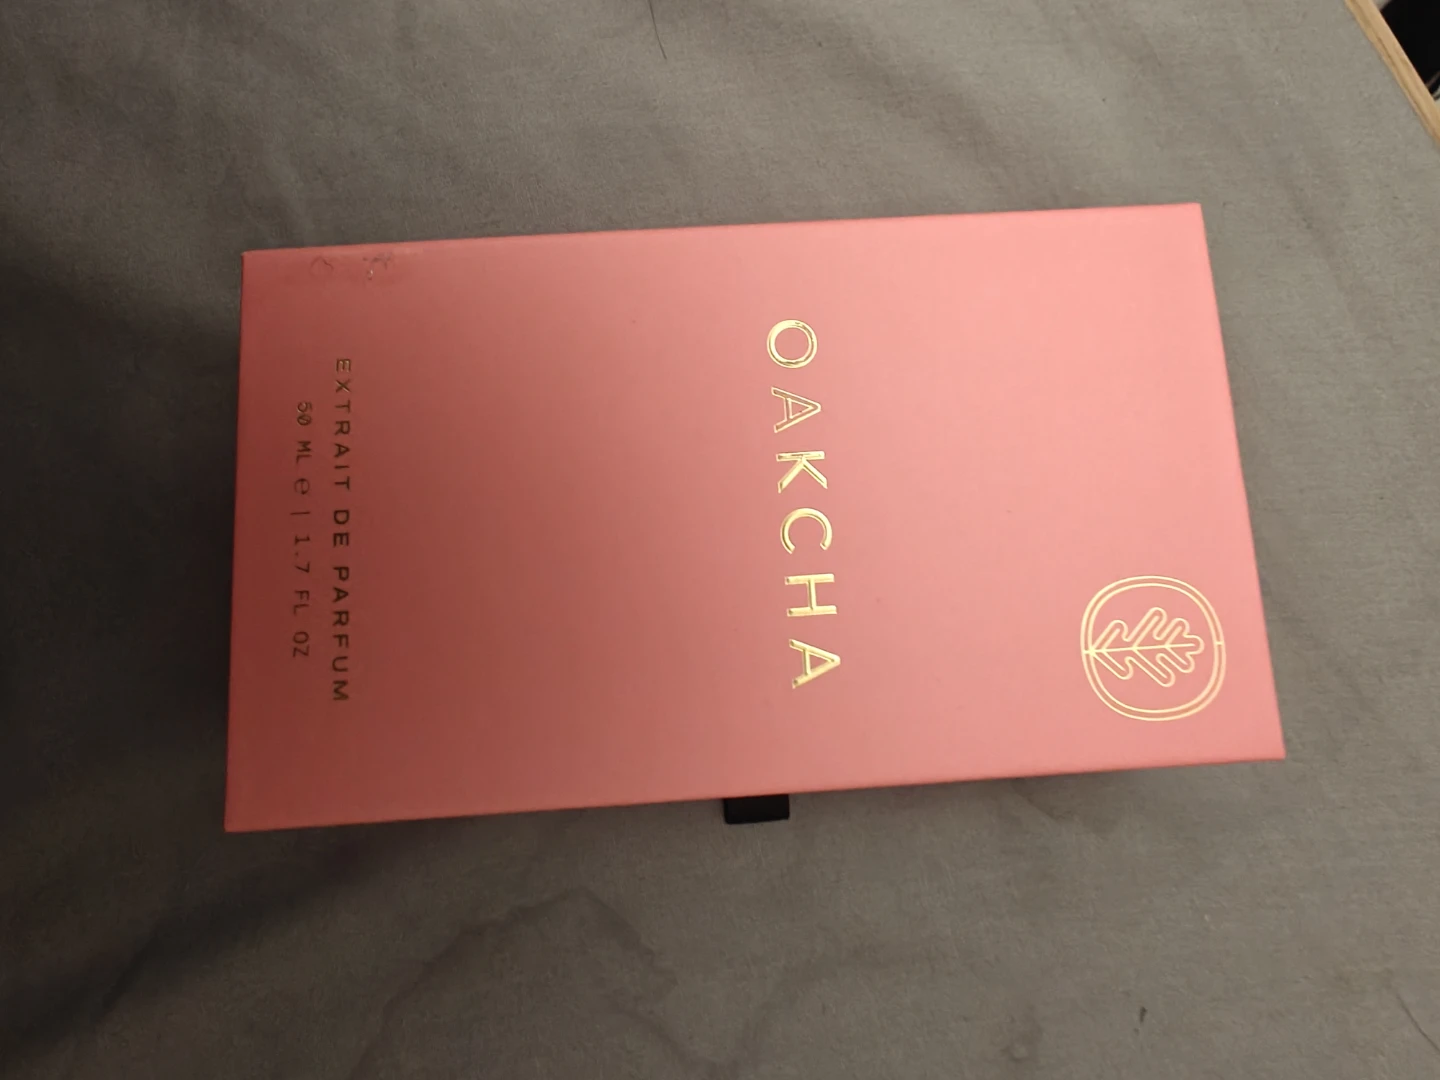 OAKCHA
EXTRAIT DE PARFUM
50 ML ℮ | 1.7 FL OZ